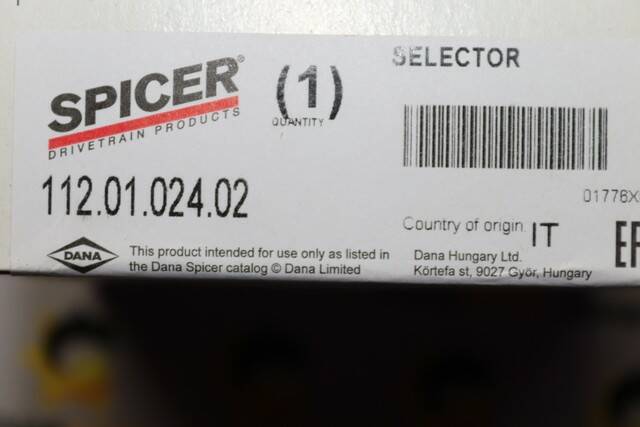 SPICER®
DRIVETRAIN PRODUCTS
(1)
QUANTITY
SELECTOR
112.01.024.02
01776X
Country of origin IT
DANA
This product intended for use only as listed in
the Dana Spicer catalog © Dana Limited
Dana Hungary Ltd.
Körtefa st, 9027 Győr, Hungary